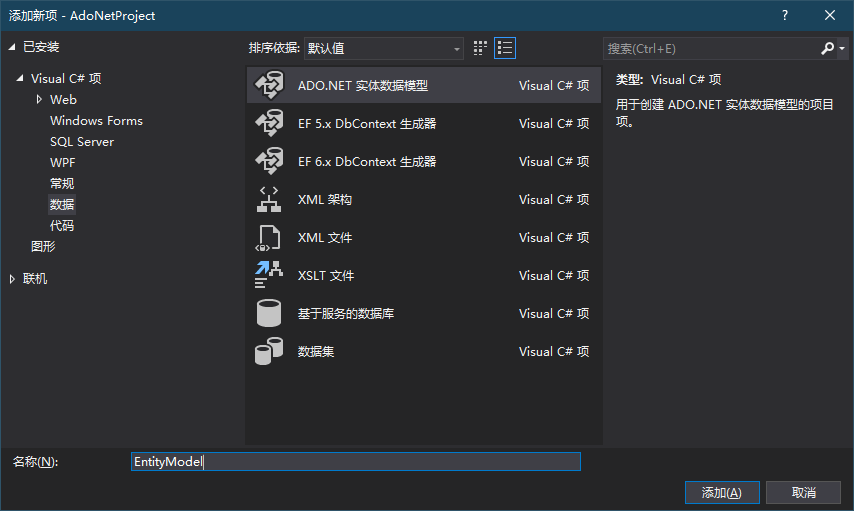 添加新项 - AdoNetProject
?
已安装
Visual C# 项
Web
Windows Forms
SQL Server
WPF
常规
数据
代码
图形
联机
排序依据: 默认值
ADO.NET 实体数据模型 Visual C# 项
EF 5.x DbContext 生成器 Visual C# 项
EF 6.x DbContext 生成器 Visual C# 项
XML 架构 Visual C# 项
XML 文件 Visual C# 项
XSLT 文件 Visual C# 项
基于服务的数据库 Visual C# 项
数据集 Visual C# 项
搜索(Ctrl+E)
类型: Visual C# 项
用于创建 ADO.NET 实体数据模型的项目
项。
名称(N): EntityModel
添加(A) 取消